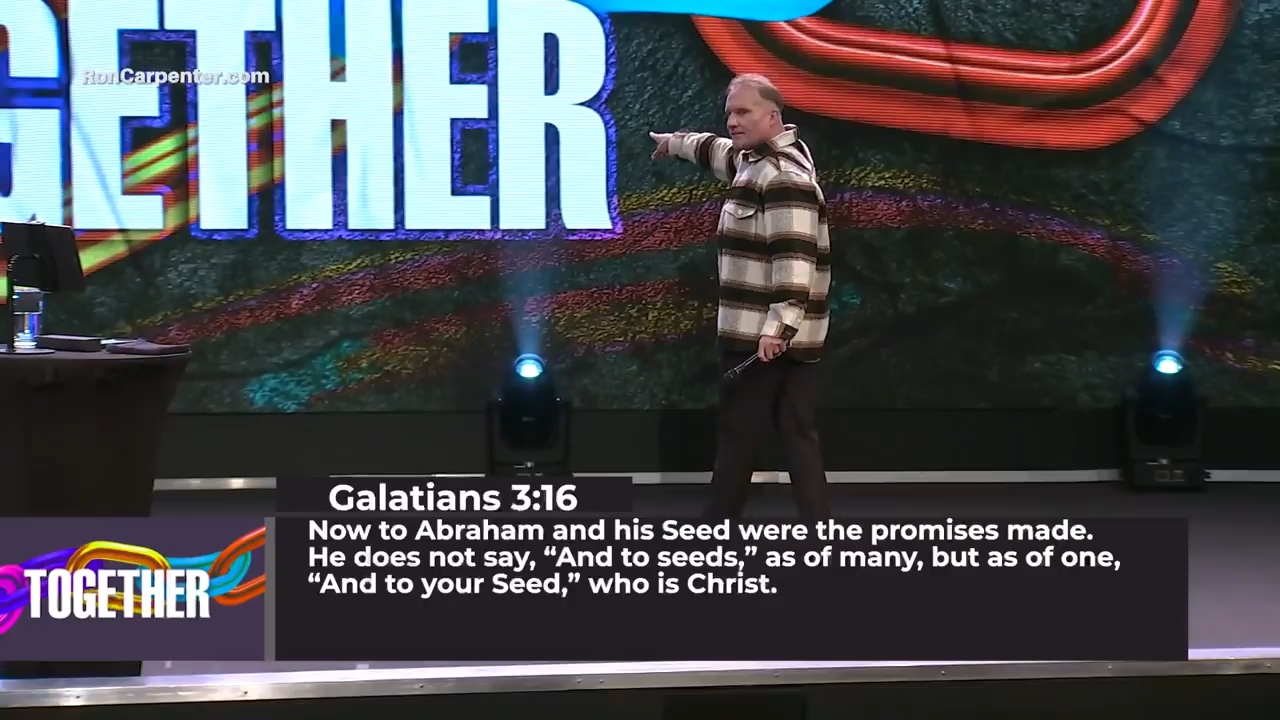 GETHER
RonCarpenter.com
Galatians 3:16
Now to Abraham and his Seed were the promises made.
He does not say, “And to seeds,” as of many, but as of one,
“And to your Seed,” who is Christ.
TOGETHER